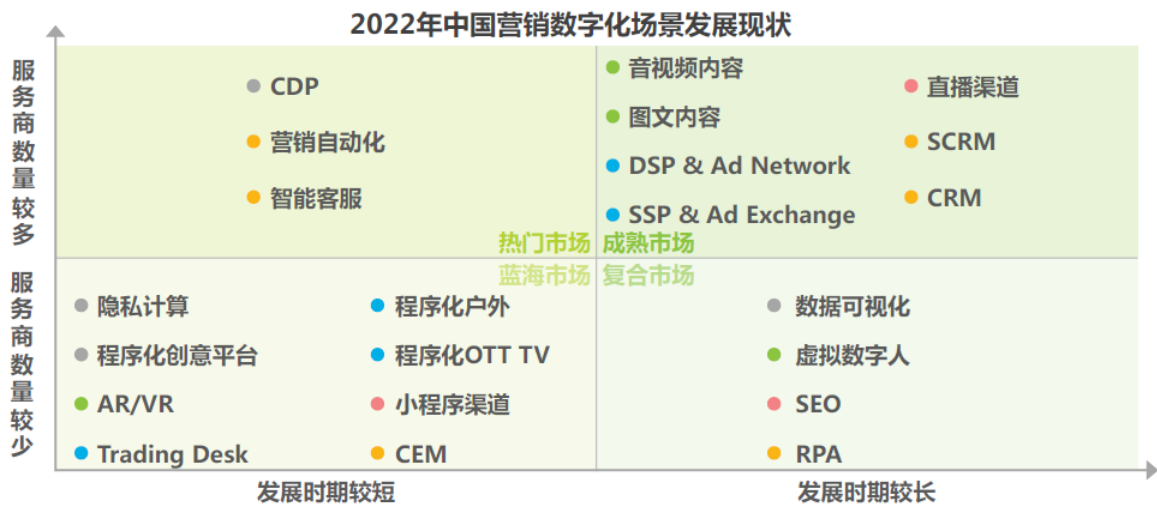 2022年中国营销数字化场景发展现状
服务商数量较多
CDP
营销自动化
智能客服
热门市场
音视频内容
图文内容
DSP & Ad Network
SSP & Ad Exchange
直播渠道
SCRM
CRM
成熟市场
服务商数量较少
蓝海市场
隐私计算
程序化创意平台
AR/VR
Trading Desk
程序化户外
程序化OTT TV
小程序渠道
CEM
复合市场
数据可视化
虚拟数字人
SEO
RPA
发展时期较短
发展时期较长